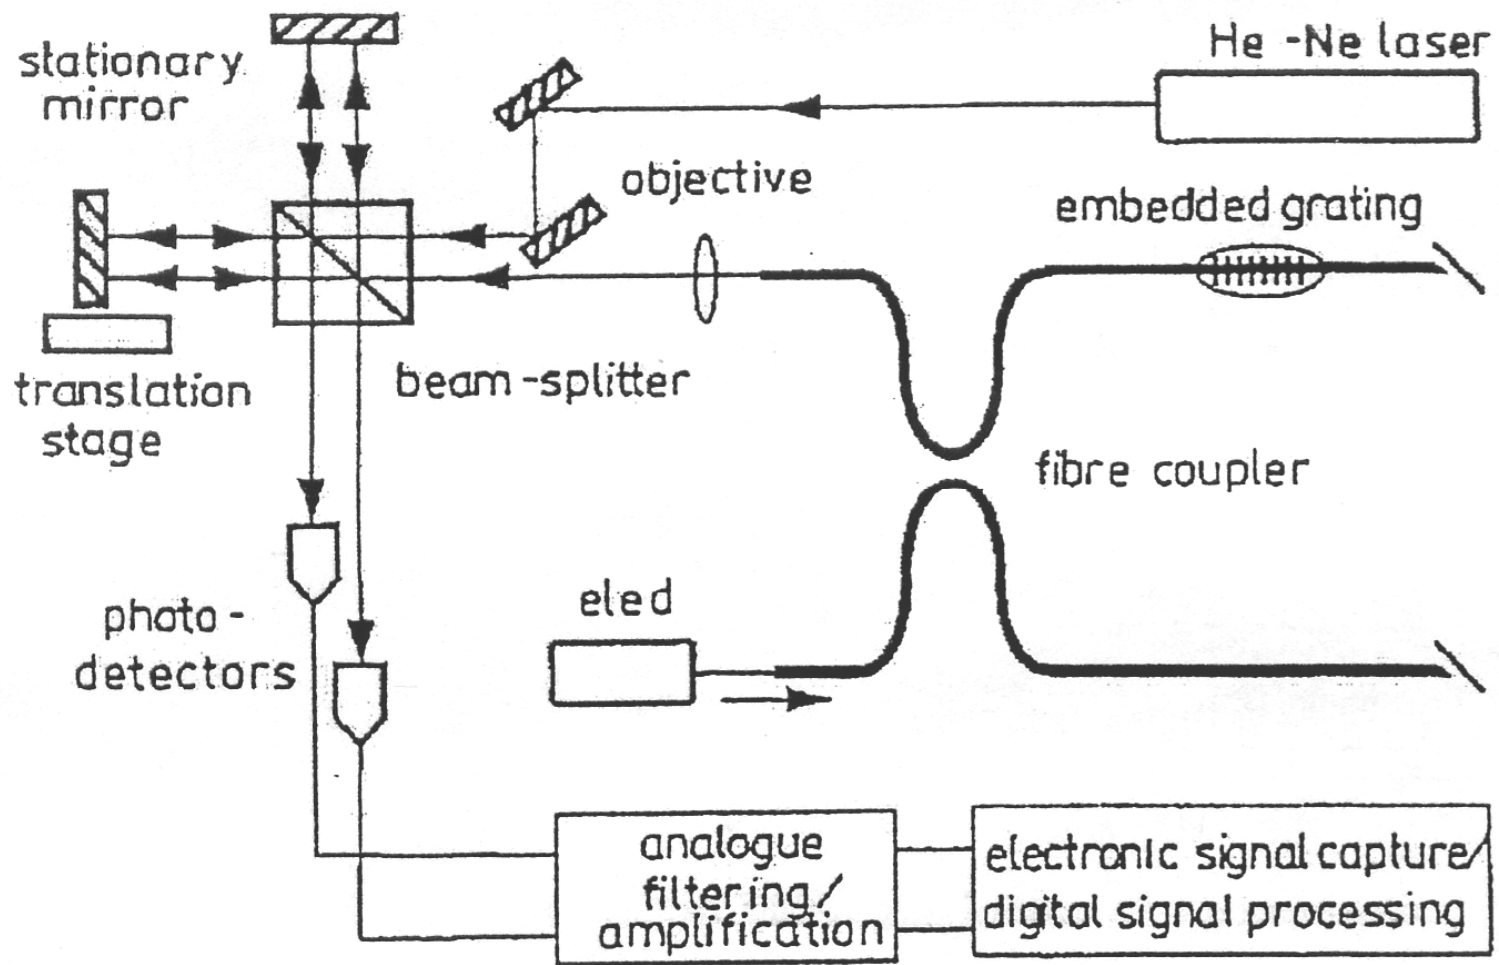 He -Ne laser
stationary
mirror
objective
embedded grating
translation
stage
beam-splitter
fibre coupler
eled
photo-
detectors
analogue
filtering/
amplification
electronic signal capture/
digital signal processing